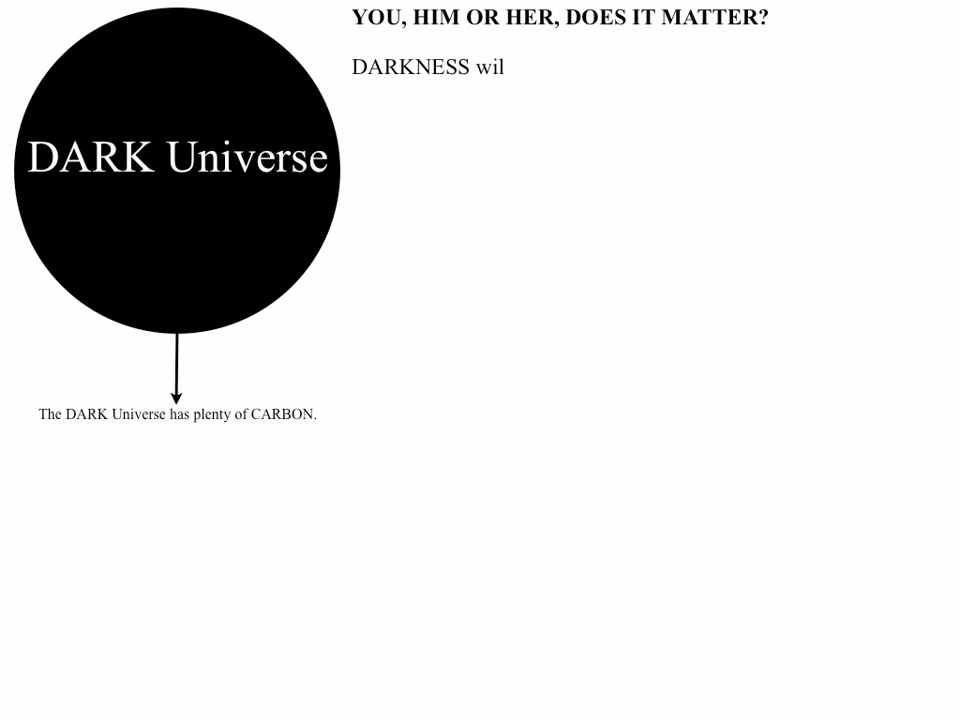 YOU, HIM OR HER, DOES IT MATTER?
DARKNESS wil
DARK Universe
The DARK Universe has plenty of CARBON.